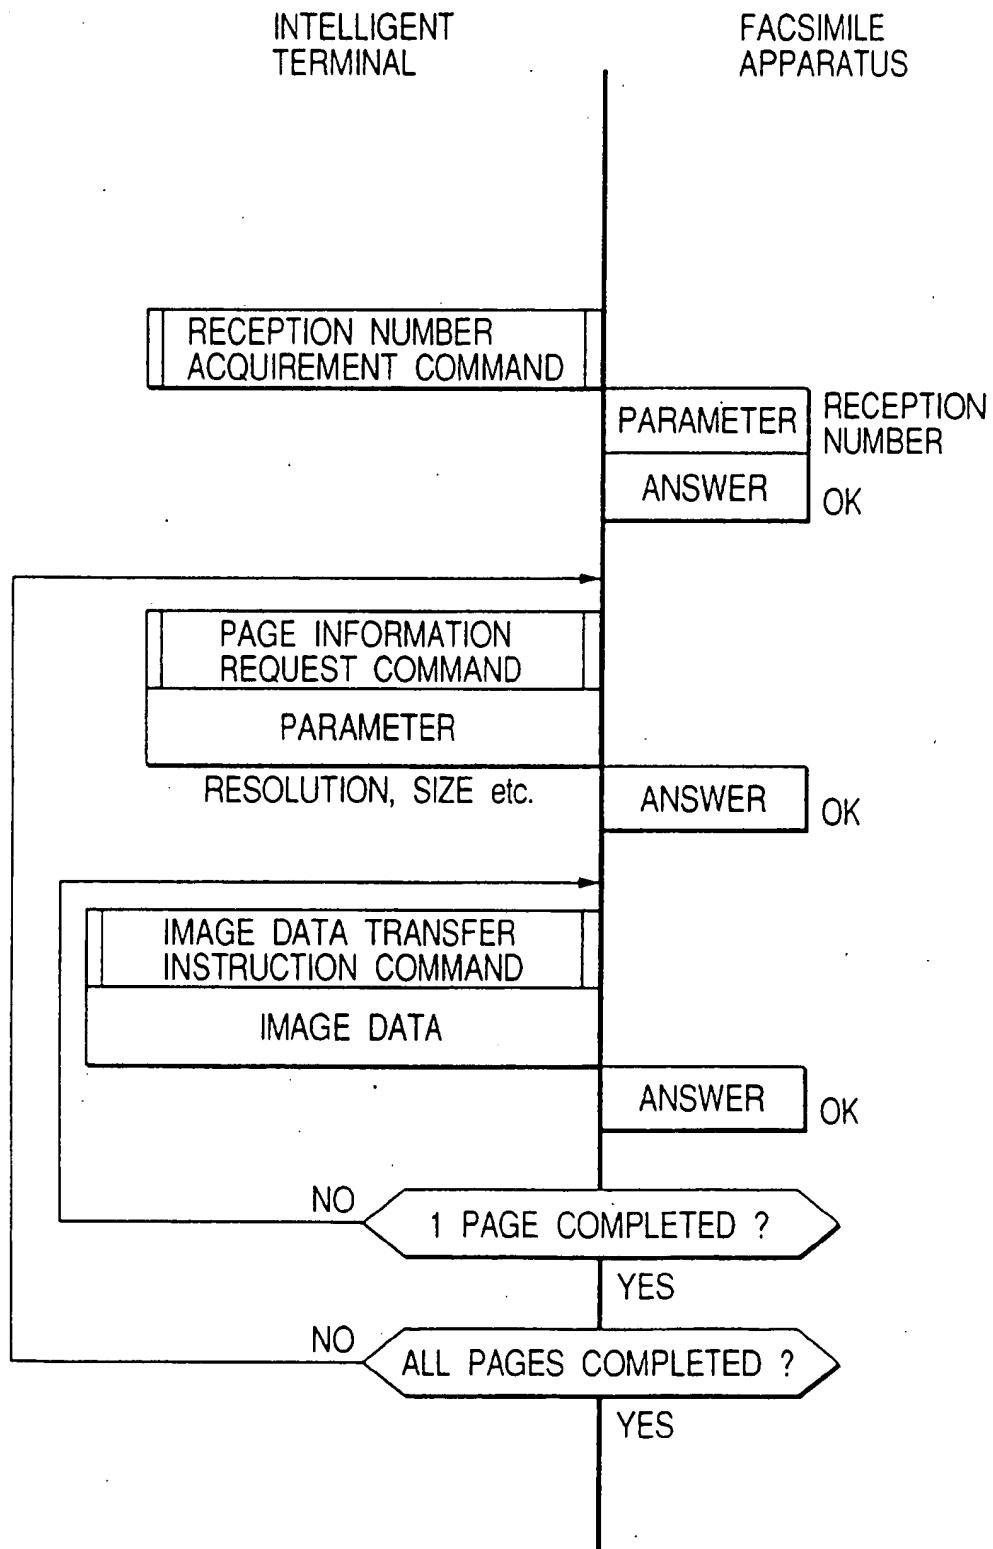 INTELLIGENT
TERMINAL
FACSIMILE
APPARATUS
RECEPTION NUMBER
ACQUIREMENT COMMAND
PARAMETER
RECEPTION
NUMBER
ANSWER
OK
PAGE INFORMATION
REQUEST COMMAND
PARAMETER
RESOLUTION, SIZE etc.
ANSWER
OK
IMAGE DATA TRANSFER
INSTRUCTION COMMAND
IMAGE DATA
ANSWER
OK
NO
1 PAGE COMPLETED ?
YES
NO
ALL PAGES COMPLETED ?
YES